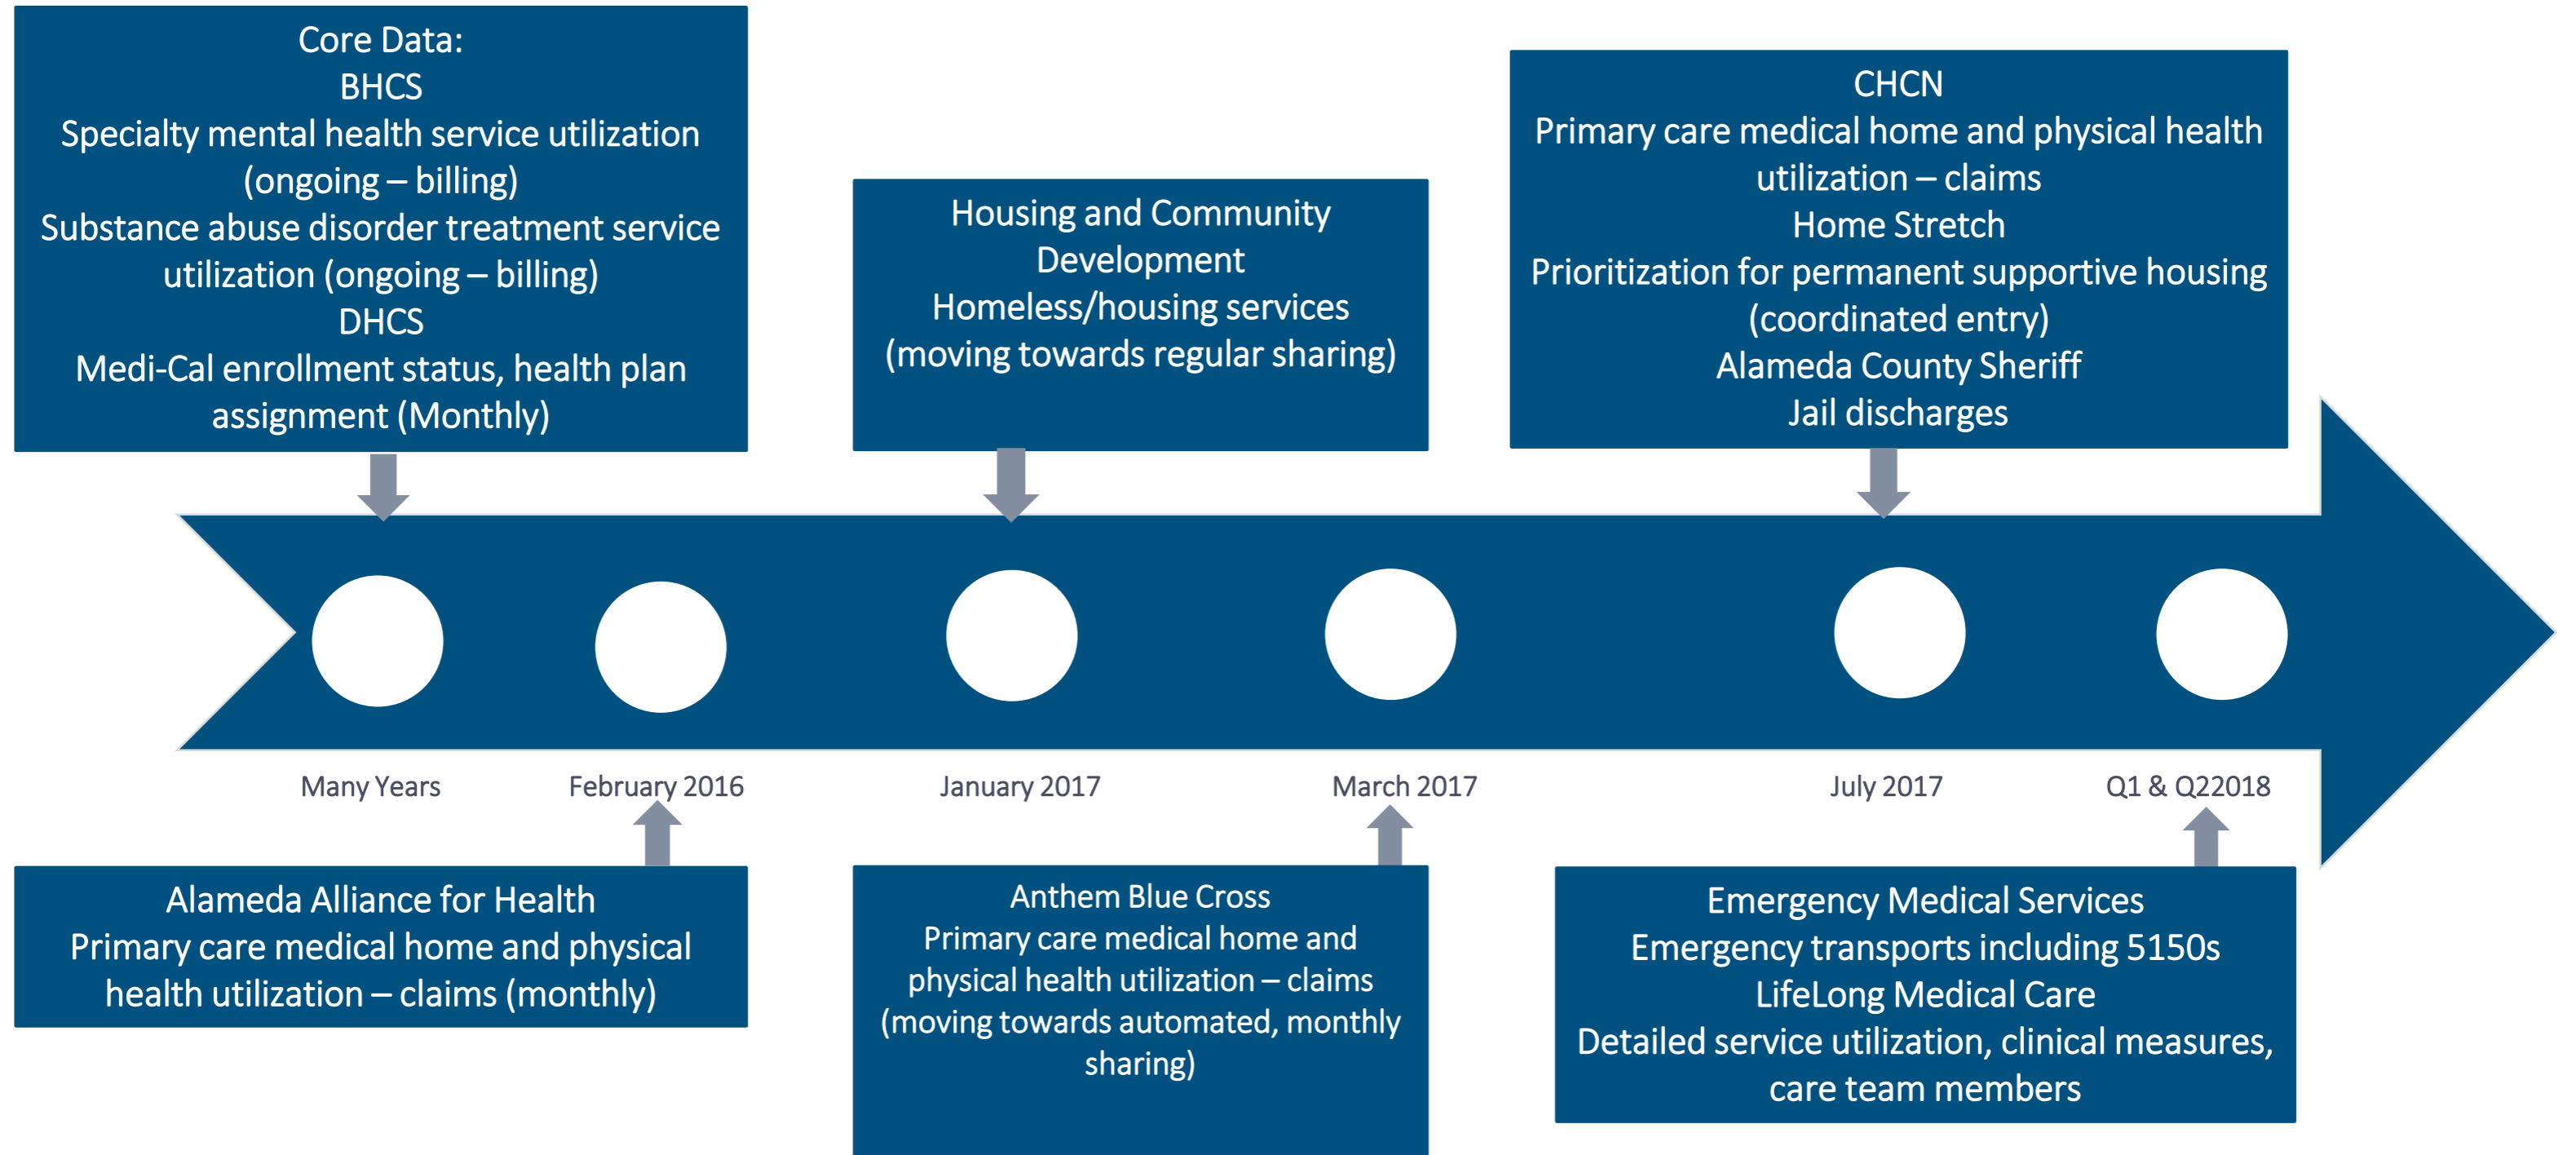 Core Data:
BHCS
Specialty mental health service utilization
(ongoing – billing)
Substance abuse disorder treatment service
utilization (ongoing – billing)
DHCS
Medi-Cal enrollment status, health plan
assignment (Monthly)
Housing and Community
Development
Homeless/housing services
(moving towards regular sharing)
CHCN
Primary care medical home and physical health
utilization – claims
Home Stretch
Prioritization for permanent supportive housing
(coordinated entry)
Alameda County Sheriff
Jail discharges
Many Years
February 2016
January 2017
March 2017
July 2017
Q1 & Q22018
Alameda Alliance for Health
Primary care medical home and physical
health utilization – claims (monthly)
Anthem Blue Cross
Primary care medical home and
physical health utilization – claims
(moving towards automated, monthly
sharing)
Emergency Medical Services
Emergency transports including 5150s
LifeLong Medical Care
Detailed service utilization, clinical measures,
care team members